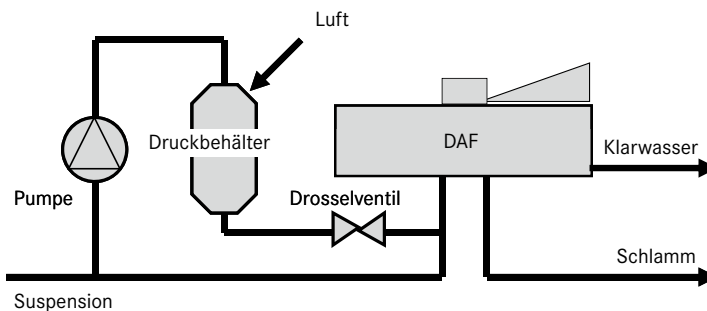 Luft
Druckbehälter
DAF
Klarwasser
Pumpe
Drosselventil
Schlamm
Suspension